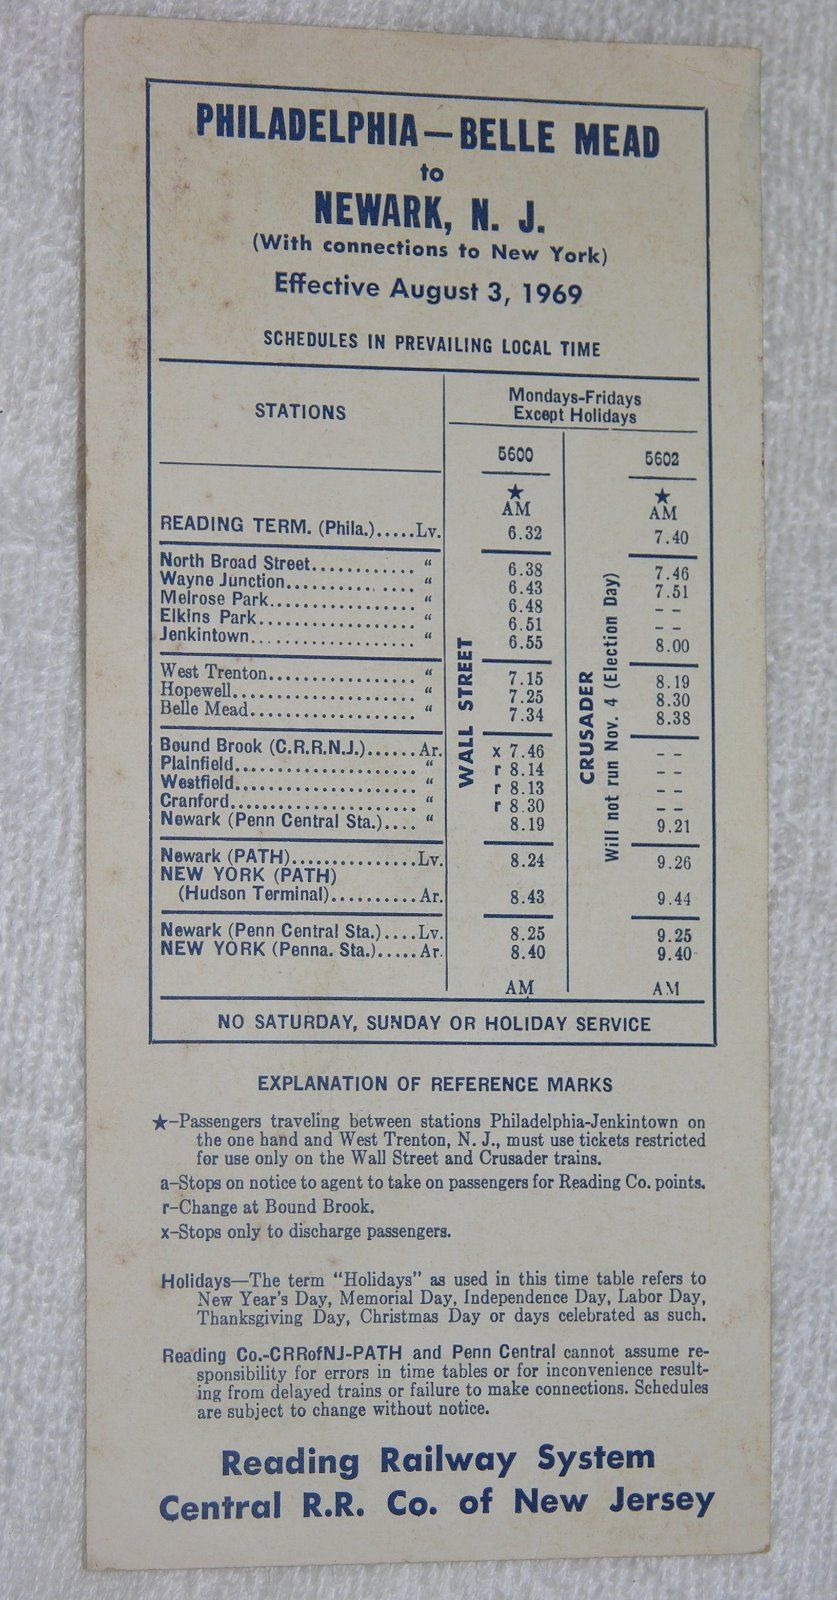 PHILADELPHIA—BELLE MEAD
to
NEWARK, N. J.
(With connections to New York)
Effective August 3, 1969
SCHEDULES IN PREVAILING LOCAL TIME
STATIONS
Mondays-Fridays
Except Holidays
5600 5602
★ ★
AM AM
WALL STREET
CRUSADER
Will not run Nov. 4 (Election Day)
READING TERM. (Phila.).....Lv. 6.32 7.40
North Broad Street............ " 6.38 7.46
Wayne Junction................ " 6.43 7.51
Melrose Park.................. " 6.48 - -
Elkins Park................... " 6.51 - -
Jenkintown.................... " 6.55 8.00
West Trenton.................. " 7.15 8.19
Hopewell...................... " 7.25 8.30
Belle Mead.................... " 7.34 8.38
Bound Brook (C.R.R.N.J.)......Ar. x 7.46 - -
Plainfield.................... " r 8.14 - -
Westfield..................... " r 8.13 - -
Cranford...................... " r 8.30 - -
Newark (Penn Central Sta.).... " 8.19 9.21
Newark (PATH)...............Lv. 8.24 9.26
NEW YORK (PATH)
(Hudson Terminal)..........Ar. 8.43 9.44
Newark (Penn Central Sta.)....Lv. 8.25 9.25
NEW YORK (Penna. Sta.).....Ar. 8.40 9.40
AM AM
NO SATURDAY, SUNDAY OR HOLIDAY SERVICE
EXPLANATION OF REFERENCE MARKS
★–Passengers traveling between stations Philadelphia-Jenkintown on
the one hand and West Trenton, N. J., must use tickets restricted
for use only on the Wall Street and Crusader trains.
a–Stops on notice to agent to take on passengers for Reading Co. points.
r–Change at Bound Brook.
x–Stops only to discharge passengers.
Holidays—The term "Holidays" as used in this time table refers to
New Year's Day, Memorial Day, Independence Day, Labor Day,
Thanksgiving Day, Christmas Day or days celebrated as such.
Reading Co.-CRRofNJ-PATH and Penn Central cannot assume re-
sponsibility for errors in time tables or for inconvenience result-
ing from delayed trains or failure to make connections. Schedules
are subject to change without notice.
Reading Railway System
Central R.R. Co. of New Jersey